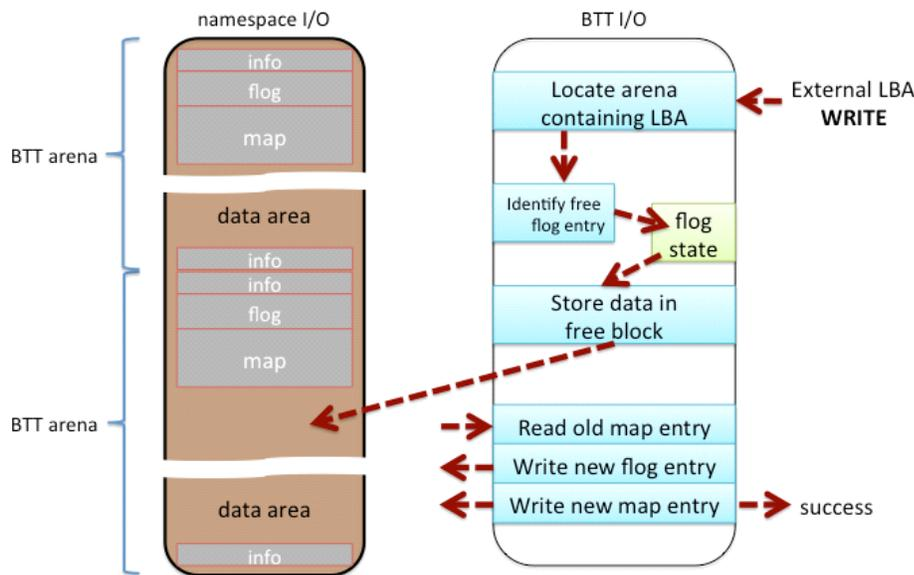 namespace I/O
BTT I/O
info
flog
map
BTT arena
data area
info
info
flog
map
BTT arena
data area
info
Locate arena
containing LBA
External LBA
WRITE
Identify free
flog entry
flog
state
Store data in
free block
Read old map entry
Write new flog entry
Write new map entry
success